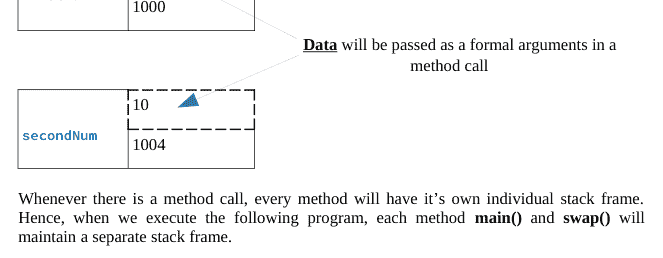 1000
Data will be passed as a formal arguments in a
method call
10
secondNum
1004
Whenever there is a method call, every method will have it’s own individual stack frame.
Hence, when we execute the following program, each method main() and swap() will
maintain a separate stack frame.